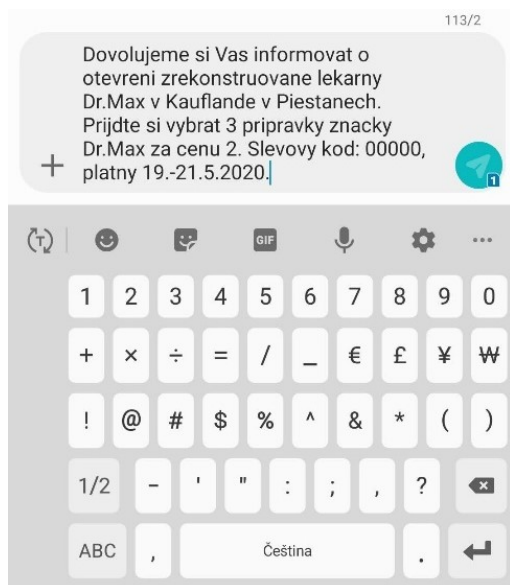 113/2
Dovolujeme si Vas informovat o
otevreni zrekonstruovane lekarny
Dr.Max v Kauflande v Piestanech.
Prijdte si vybrat 3 pripravky znacky
Dr.Max za cenu 2. Slevovy kod: 00000,
platny 19.-21.5.2020.
1
T GIF
1 2 3 4 5 6 7 8 9 0
+ × ÷ = / _ € £ ¥ ₩
! @ # $ % ^ & * ( )
1/2 - ' " : ; , ?
ABC , Čeština .